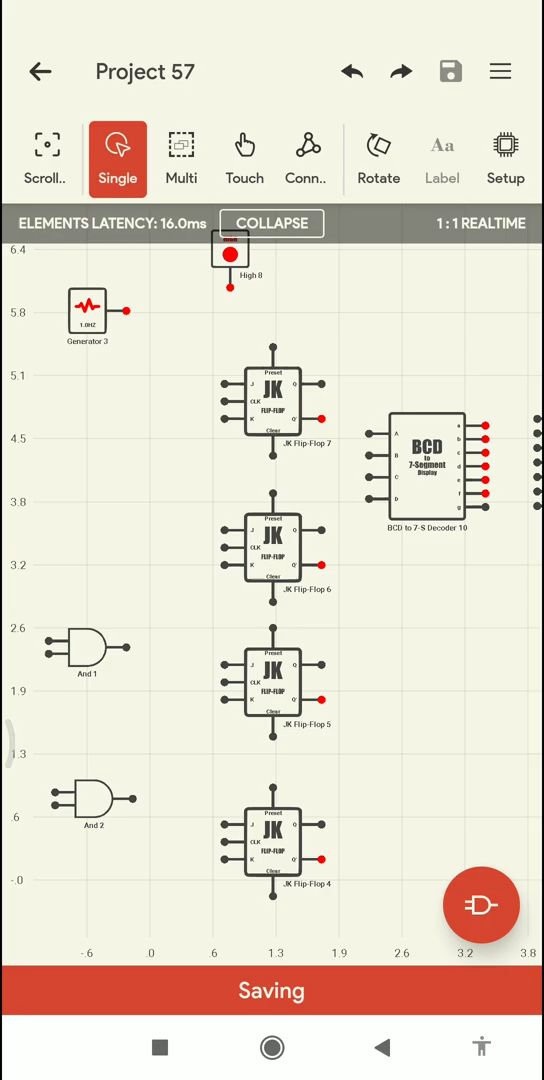 Project 57
Scroll..
Single
Multi
Touch
Conn..
Rotate
Aa
Label
Setup
ELEMENTS LATENCY: 16.0ms
COLLAPSE
1 : 1 REALTIME
6.4
High 8
5.8
1.0HZ
Generator 3
5.1
Preset
J
JK
Q
CLK
FLIP-FLOP
K
Q'
Clear
JK Flip-Flop 7
4.5
A
B
C
D
BCD
to
7-Segment
Display
a
b
c
d
e
f
g
BCD to 7-S Decoder 10
3.8
Preset
J
JK
Q
CLK
FLIP-FLOP
K
Q'
Clear
JK Flip-Flop 6
3.2
2.6
And 1
Preset
J
JK
Q
CLK
FLIP-FLOP
K
Q'
Clear
JK Flip-Flop 5
1.9
1.3
And 2
.6
Preset
J
JK
Q
CLK
FLIP-FLOP
K
Q'
Clear
JK Flip-Flop 4
-.0
-.6
.0
.6
1.3
1.9
2.6
3.2
3.8
Saving